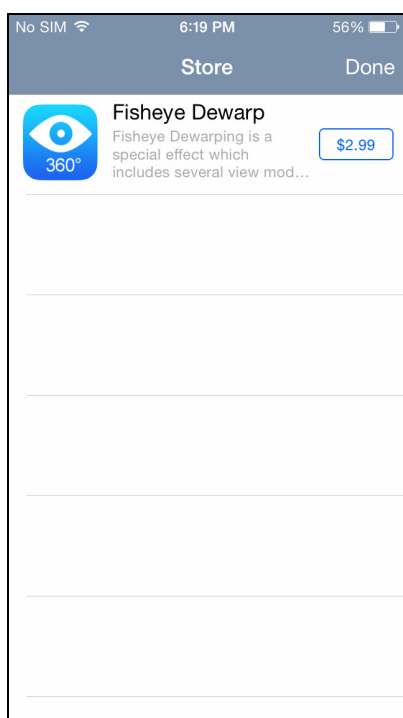 No SIM 6:19 PM 56%
Store Done
Fisheye Dewarp
Fisheye Dewarping is a
special effect which
includes several view mod...
$2.99
360°